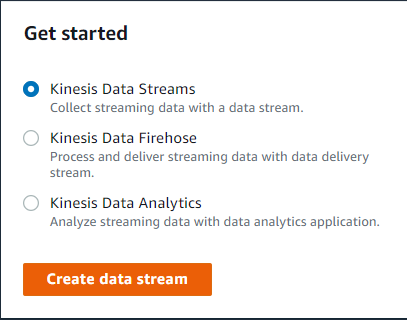 Get started
Kinesis Data Streams
Collect streaming data with a data stream.
Kinesis Data Firehose
Process and deliver streaming data with data delivery
stream.
Kinesis Data Analytics
Analyze streaming data with data analytics application.
Create data stream